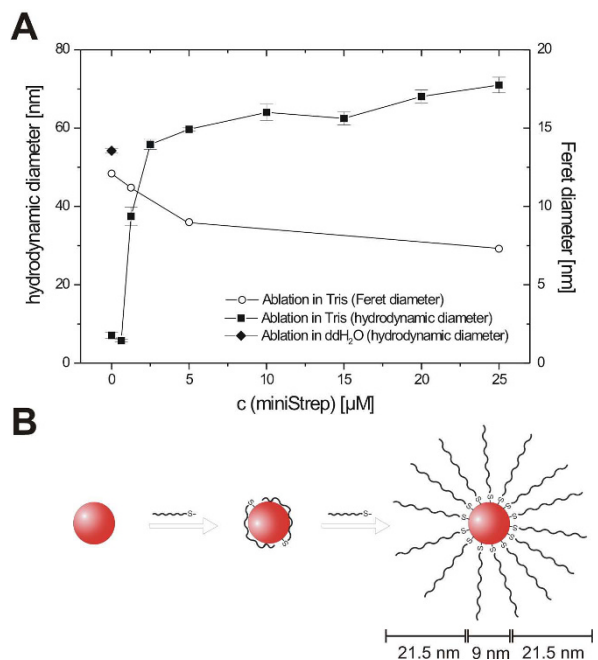 A
80
60
40
20
0
hydrodynamic diameter [nm]
20
15
10
5
0
Feret diameter [nm]
Ablation in Tris (Feret diameter)
Ablation in Tris (hydrodynamic diameter)
Ablation in ddH₂O (hydrodynamic diameter)
0 5 10 15 20 25
c (miniStrep) [µM]
B
S- S S S-
S S S S S S S S S S S S S
21.5 nm 9 nm 21.5 nm